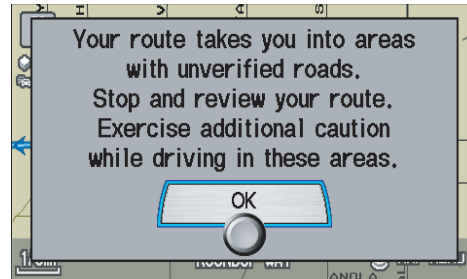 Your route takes you into areas
with unverified roads.
Stop and review your route.
Exercise additional caution
while driving in these areas.
OK